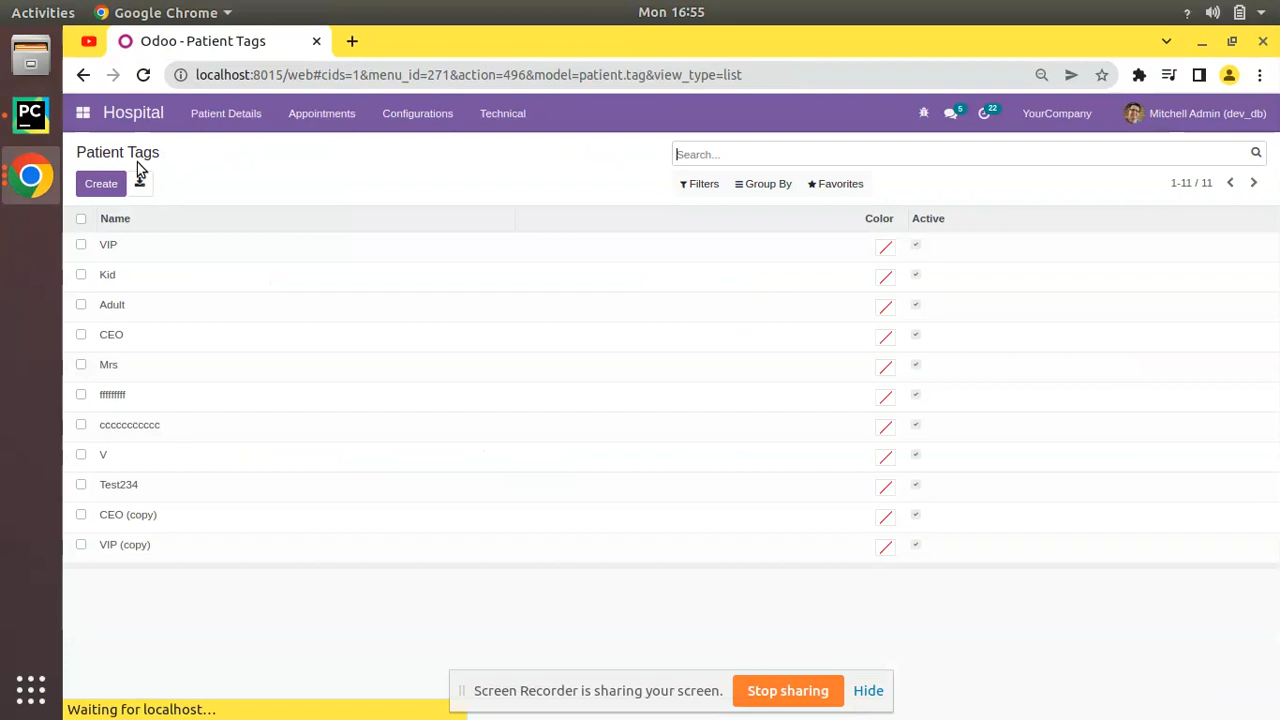 Activities Google Chrome Mon 16:55
Odoo - Patient Tags
localhost:8015/web#cids=1&menu_id=271&action=496&model=patient.tag&view_type=list
Hospital Patient Details Appointments Configurations Technical 5 22 YourCompany Mitchell Admin (dev_db)
Patient Tags Search...
Create Filters Group By Favorites 1-11 / 11
Name Color Active
VIP
Kid
Adult
CEO
Mrs
fffffffff
ccccccccccc
V
Test234
CEO (copy)
VIP (copy)
Screen Recorder is sharing your screen. Stop sharing Hide
Waiting for localhost…
PC